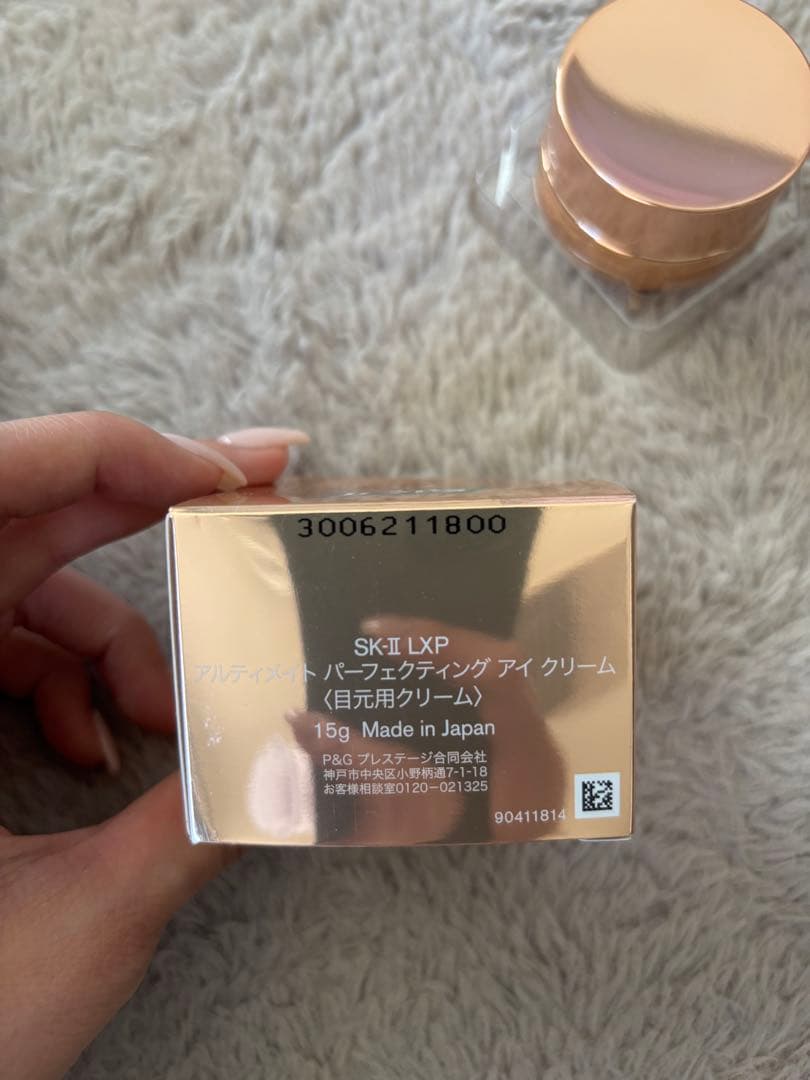 3006211800
SK-II LXP
アルティメイト パーフェクティング アイ クリーム
〈目元用クリーム〉
15g Made in Japan
P&G プレステージ合同会社
神戸市中央区小野柄通7-1-18
お客様相談室0120-021325
90411814